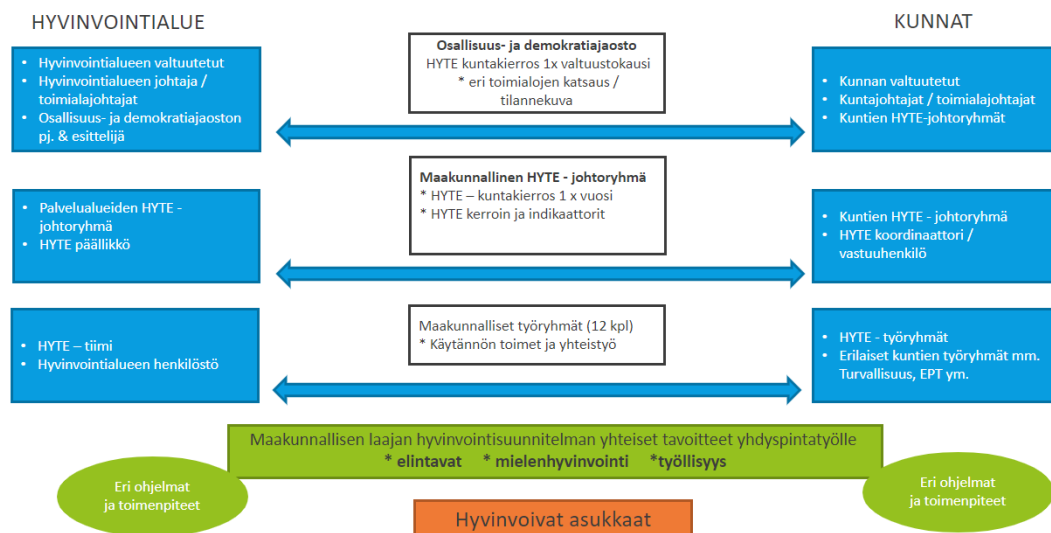 HYVINVOINTIALUE
KUNNAT
• Hyvinvointialueen valtuutetut
• Hyvinvointialueen johtaja /
toimialajohtajat
• Osallisuus- ja demokratiajaoston
pj. & esittelijä
Osallisuus- ja demokratiajaosto
HYTE kuntakierros 1x valtuustokausi
* eri toimialojen katsaus /
tilannekuva
• Kunnan valtuutetut
• Kuntajohtajat / toimialajohtajat
• Kuntien HYTE-johtoryhmät
• Palvelualueiden HYTE -
johtoryhmä
• HYTE päällikkö
Maakunnallinen HYTE - johtoryhmä
* HYTE – kuntakierros 1 x vuosi
* HYTE kerroin ja indikaattorit
• Kuntien HYTE - johtoryhmä
• HYTE koordinaattori /
vastuuhenkilö
• HYTE – tiimi
• Hyvinvointialueen henkilöstö
Maakunnalliset työryhmät (12 kpl)
* Käytännön toimet ja yhteistyö
• HYTE - työryhmät
• Erilaiset kuntien työryhmät mm.
Turvallisuus, EPT ym.
Maakunnallisen laajan hyvinvointisuunnitelman yhteiset tavoitteet yhdyspintatyölle
* elintavat * mielenhyvinvointi *työllisyys
Eri ohjelmat
ja toimenpiteet
Eri ohjelmat
ja toimenpiteet
Hyvinvoivat asukkaat